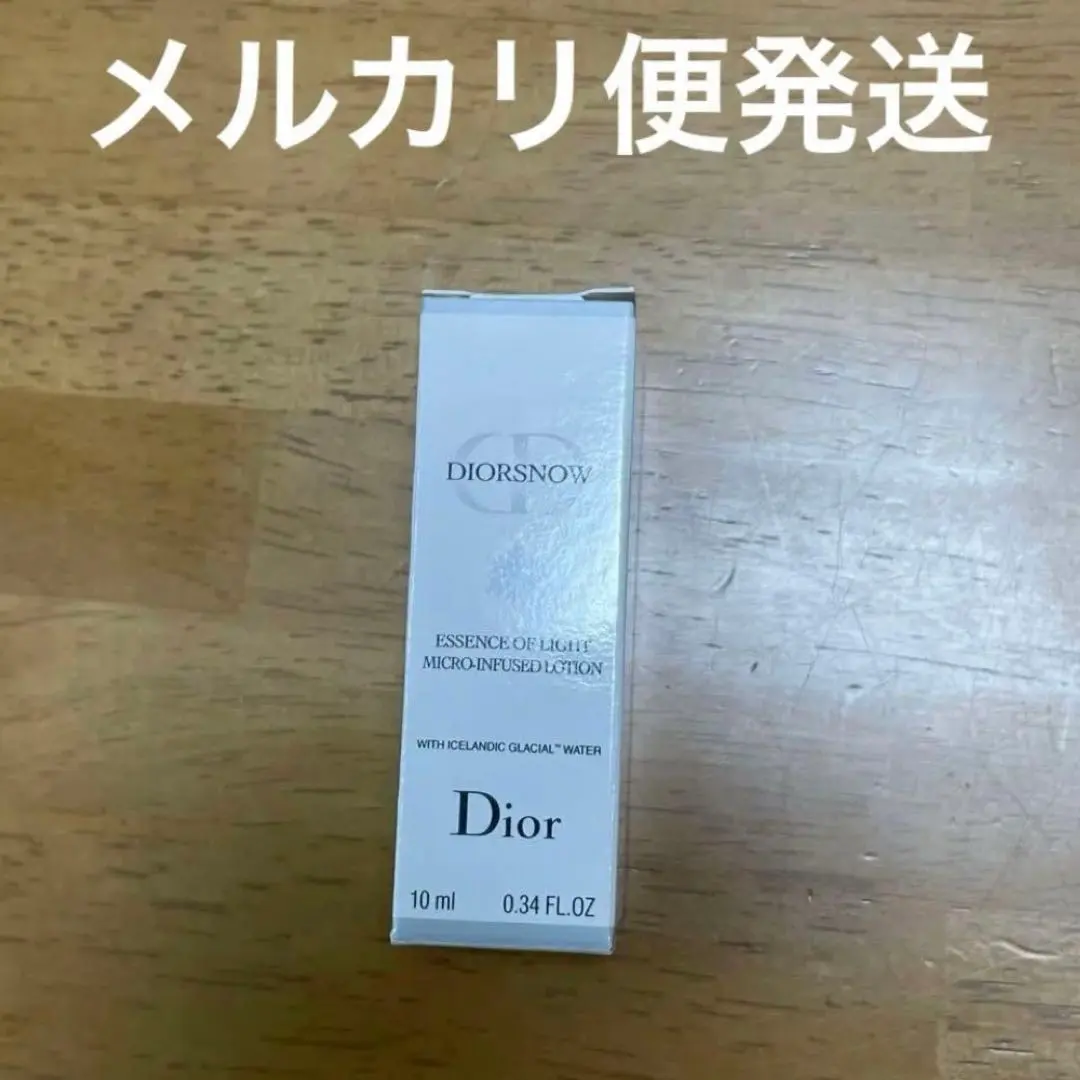 メルカリ便発送
DIORSNOW
ESSENCE OF LIGHT
MICRO-INFUSED LOTION
WITH ICELANDIC GLACIAL™ WATER
Dior
10 ml 0.34 FL.OZ